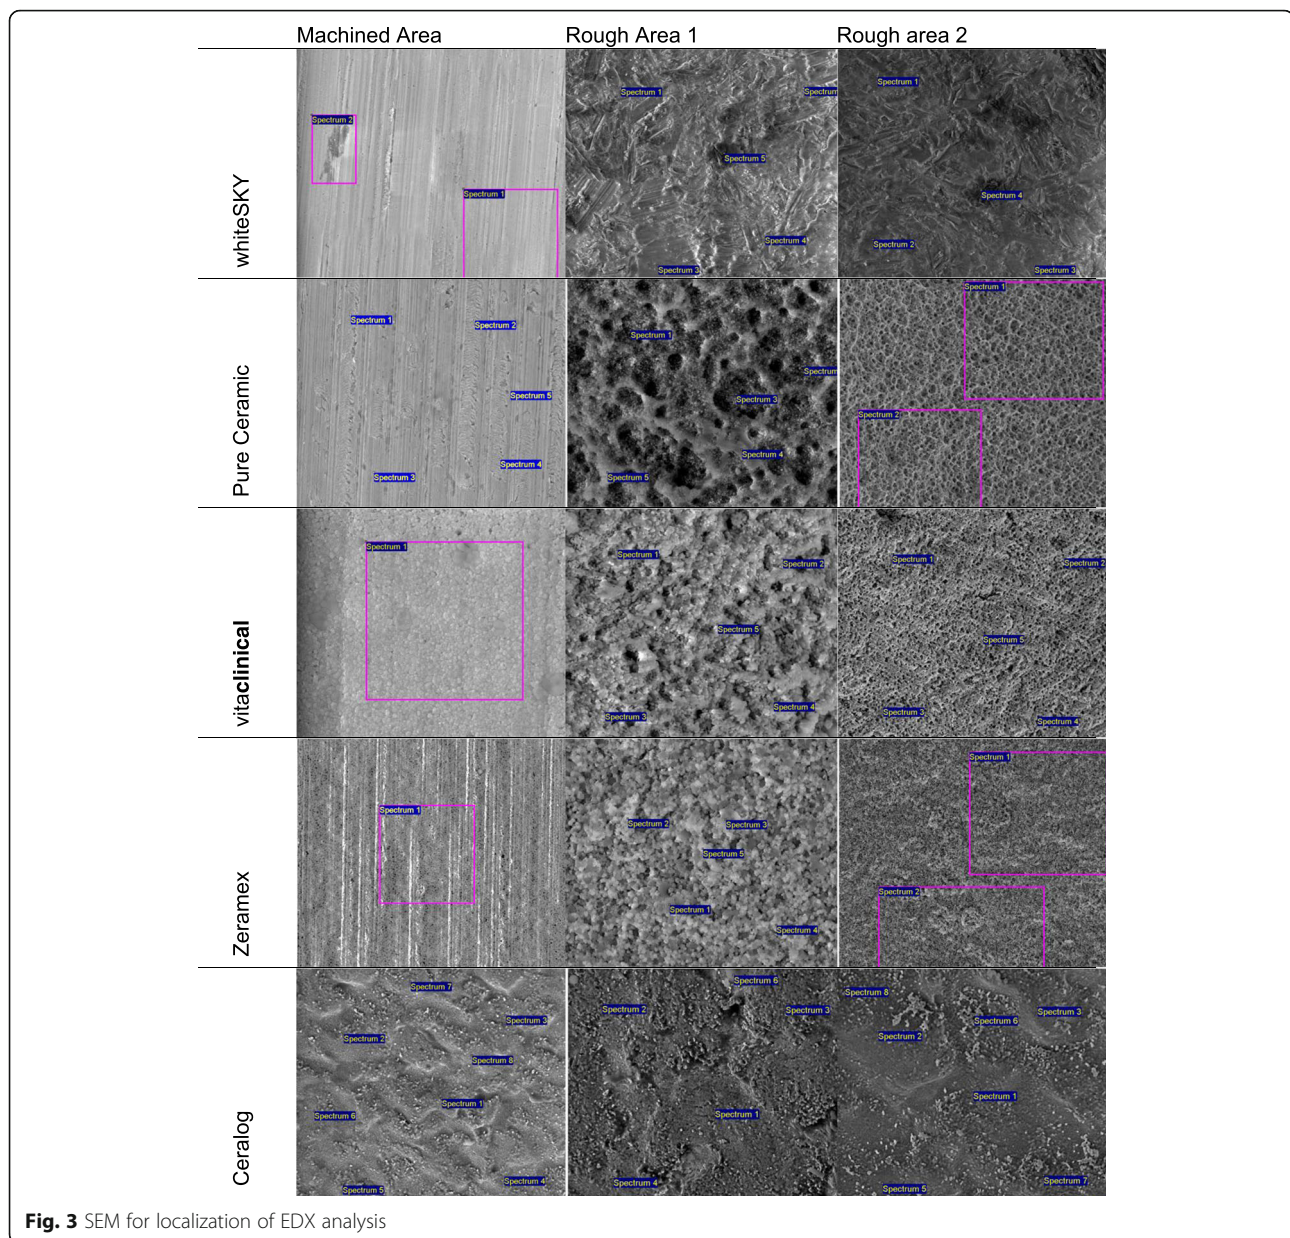 Machined Area Rough Area 1 Rough area 2
whiteSKY
Spectrum 2
Spectrum 1
Spectrum 1
Spectrum
Spectrum 5
Spectrum 4
Spectrum 3
Spectrum 1
Spectrum 4
Spectrum 2
Spectrum 3
Pure Ceramic
Spectrum 1
Spectrum 2
Spectrum 5
Spectrum 4
Spectrum 3
Spectrum 1
Spectrum
Spectrum 3
Spectrum 4
Spectrum 5
Spectrum 1
Spectrum 2
vitaclinical
Spectrum 1
Spectrum 1
Spectrum 2
Spectrum 5
Spectrum 4
Spectrum 3
Spectrum 1
Spectrum 2
Spectrum 5
Spectrum 3
Spectrum 4
Zeramex
Spectrum 1
Spectrum 2
Spectrum 3
Spectrum 5
Spectrum 1
Spectrum 4
Spectrum 1
Spectrum 2
Ceralog
Spectrum 7
Spectrum 3
Spectrum 2
Spectrum 8
Spectrum 1
Spectrum 6
Spectrum 4
Spectrum 5
Spectrum 6
Spectrum 2
Spectrum 3
Spectrum 1
Spectrum 4
Spectrum 8
Spectrum 3
Spectrum 6
Spectrum 2
Spectrum 1
Spectrum 7
Spectrum 5
Fig. 3 SEM for localization of EDX analysis